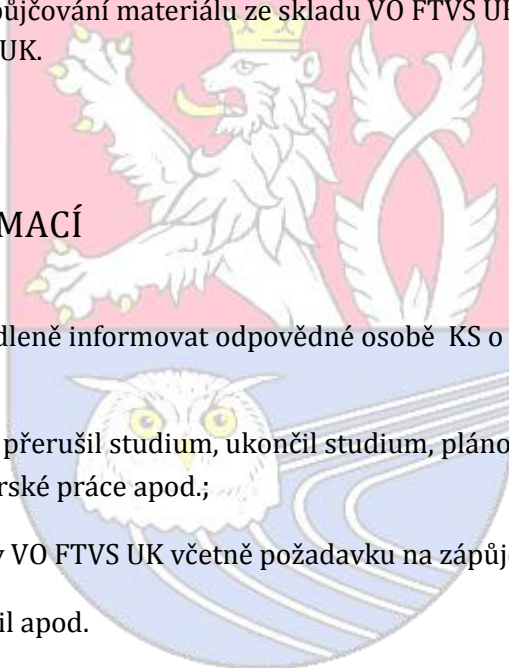 půjčování materiálu ze skladu VO FTVS UK
UK.
MACÍ
dleně informovat odpovědné osobě KS o
přerušil studium, ukončil studium, pláno
rské práce apod.;
VO FTVS UK včetně požadavku na zápůj
il apod.